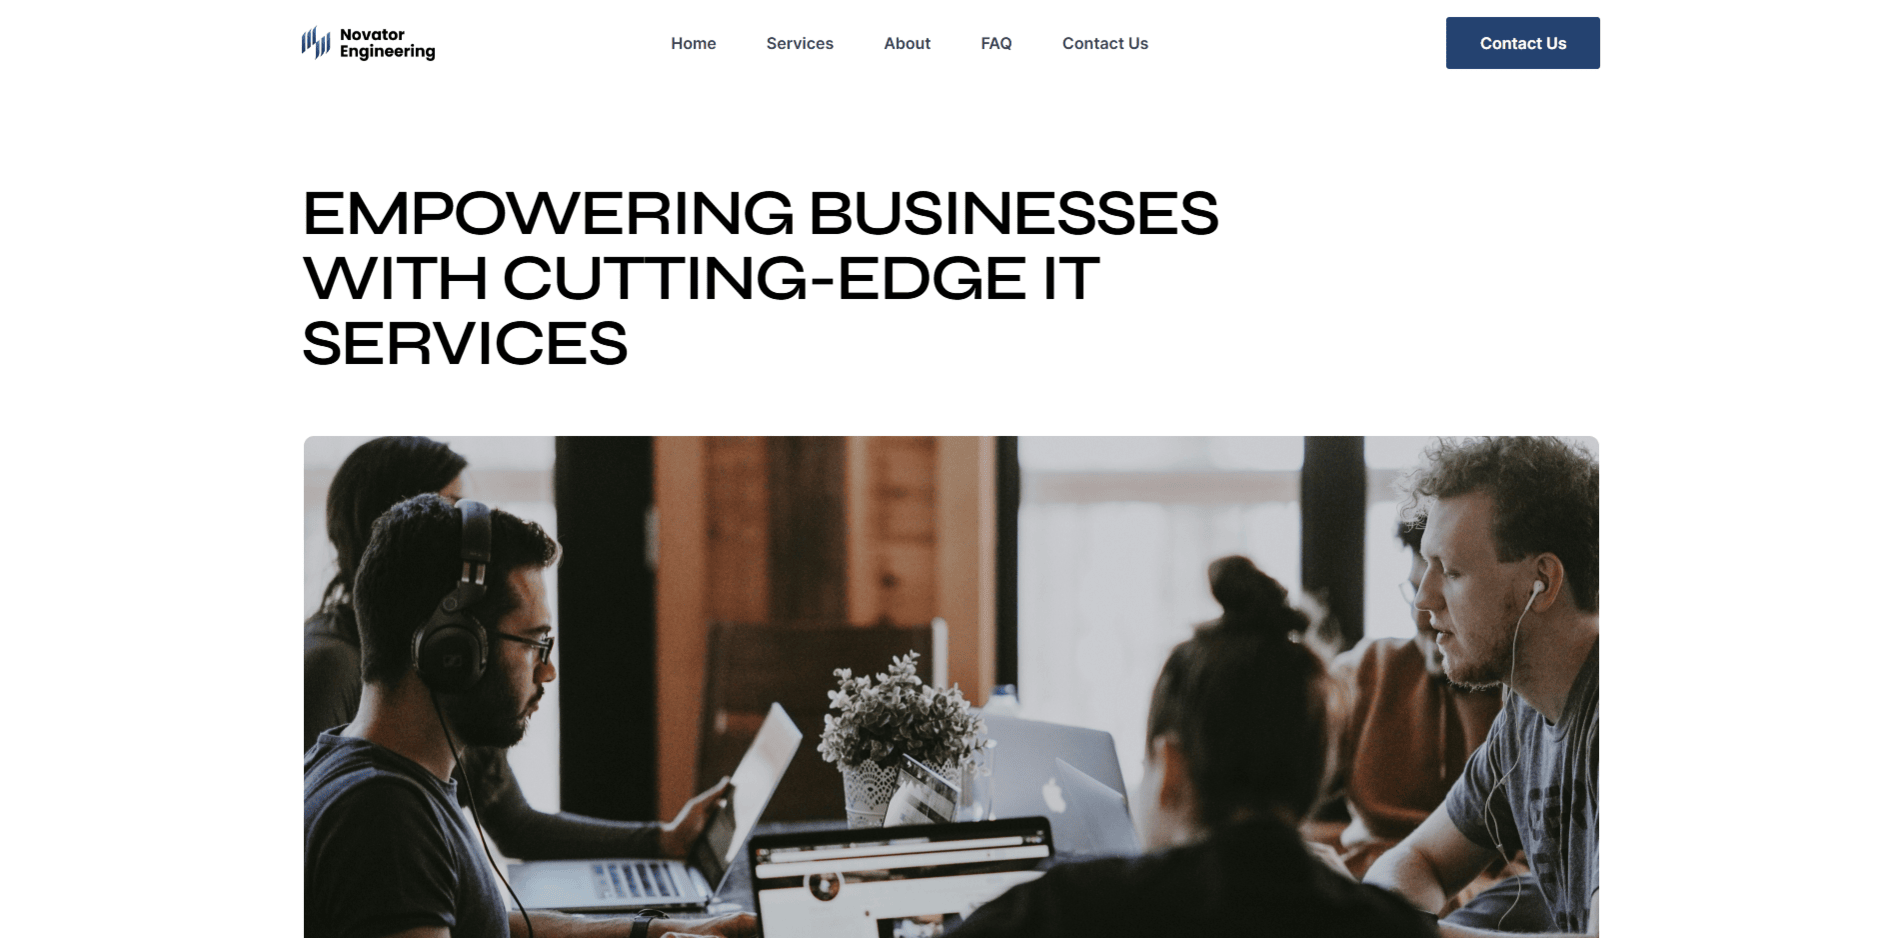 Novator
Engineering
Home
Services
About
FAQ
Contact Us
Contact Us
EMPOWERING BUSINESSES
WITH CUTTING-EDGE IT
SERVICES